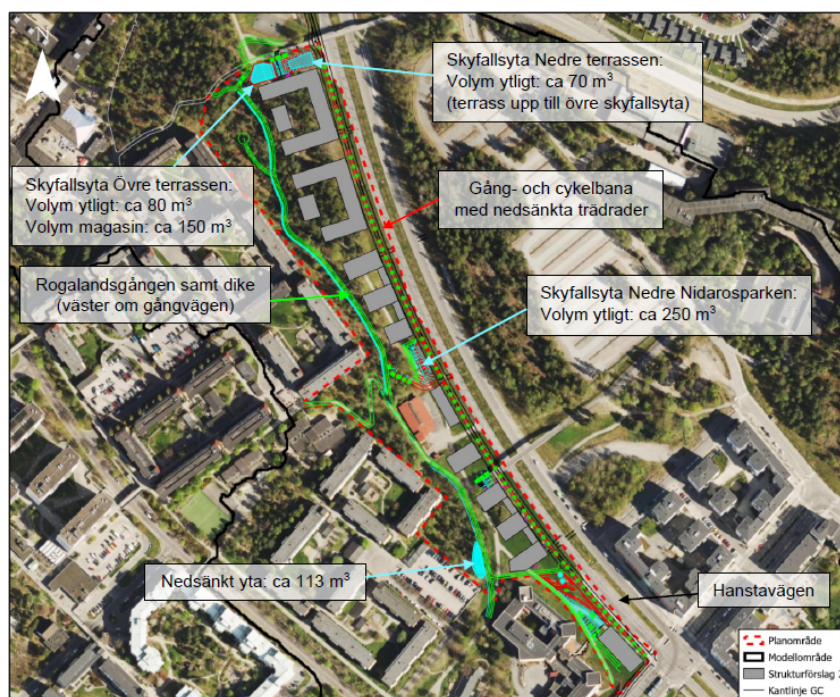 Skyfallsyta Nedre terrassen:
Volym ytligt: ca 70 m³
(terrass upp till övre skyfallsyta)
Skyfallsyta Övre terrassen:
Volym ytligt: ca 80 m³
Volym magasin: ca 150 m³
Gång- och cykelbana
med nedsänkta trädrader
Rogalandsgången samt dike
(väster om gångvägen)
Skyfallsyta Nedre Nidarosparken:
Volym ytligt: ca 250 m³
Nedsänkt yta: ca 113 m³
Hanstavägen
Planområde
Modellområde
Strukturförslag
Kantlinje GC